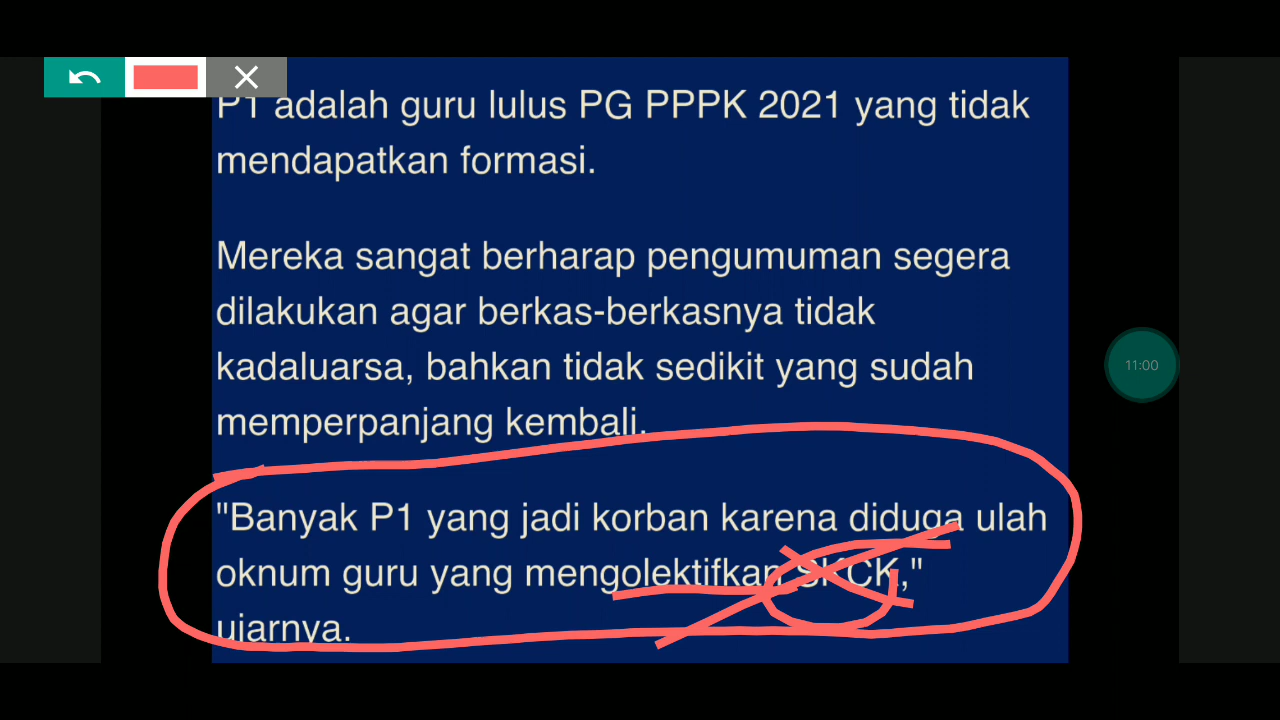 P1 adalah guru lulus PG PPPK 2021 yang tidak
mendapatkan formasi.
Mereka sangat berharap pengumuman segera
dilakukan agar berkas-berkasnya tidak
kadaluarsa, bahkan tidak sedikit yang sudah
memperpanjang kembali.
"Banyak P1 yang jadi korban karena diduga ulah
oknum guru yang mengolektifkan SKCK,"
ujarnya.
11:00